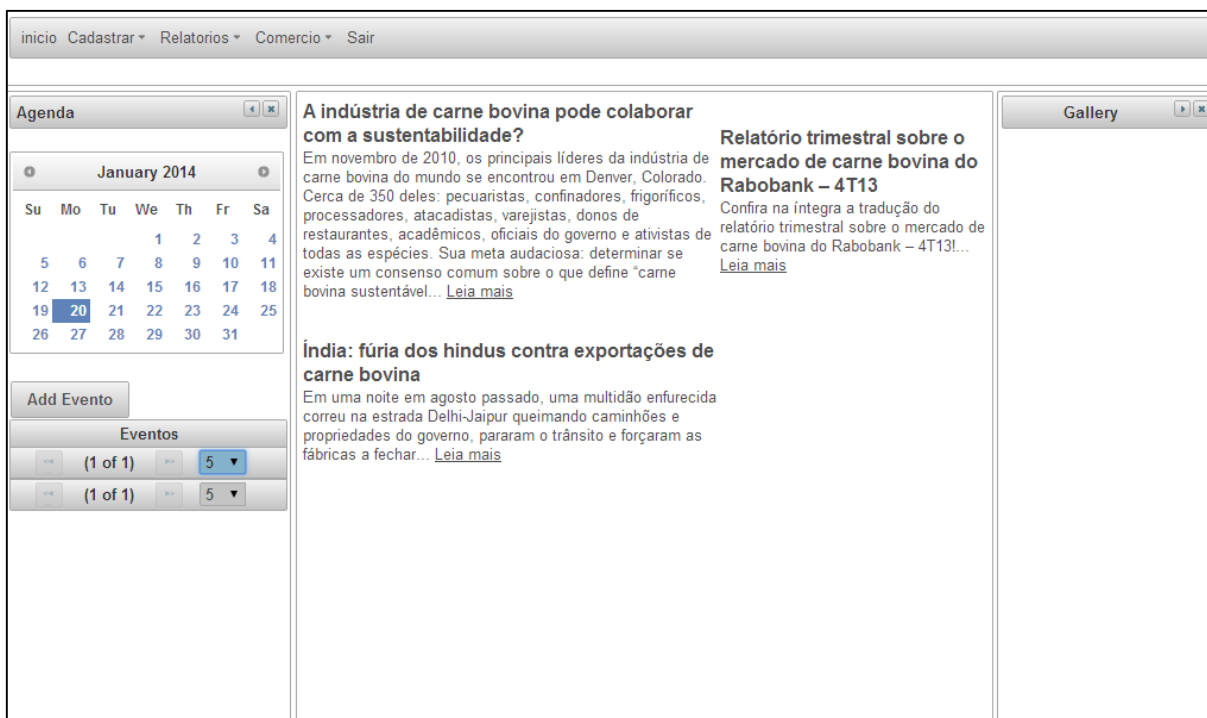 inicio Cadastrar Relatorios Comercio Sair
Agenda
January 2014
Su Mo Tu We Th Fr Sa
1 2 3 4
5 6 7 8 9 10 11
12 13 14 15 16 17 18
19 20 21 22 23 24 25
26 27 28 29 30 31
Add Evento
Eventos
(1 of 1) 5
(1 of 1) 5
A indústria de carne bovina pode colaborar
com a sustentabilidade?
Em novembro de 2010, os principais líderes da indústria de
carne bovina do mundo se encontrou em Denver, Colorado.
Cerca de 350 deles: pecuaristas, confinadores, frigoríficos,
processadores, atacadistas, varejistas, donos de
restaurantes, acadêmicos, oficiais do governo e ativistas de
todas as espécies. Sua meta audaciosa: determinar se
existe um consenso comum sobre o que define “carne
bovina sustentável... Leia mais
Índia: fúria dos hindus contra exportações de
carne bovina
Em uma noite em agosto passado, uma multidão enfurecida
correu na estrada Delhi-Jaipur queimando caminhões e
propriedades do governo, pararam o trânsito e forçaram as
fábricas a fechar... Leia mais
Relatório trimestral sobre o
mercado de carne bovina do
Rabobank – 4T13
Confira na íntegra a tradução do
relatório trimestral sobre o mercado de
carne bovina do Rabobank – 4T13!...
Leia mais
Gallery